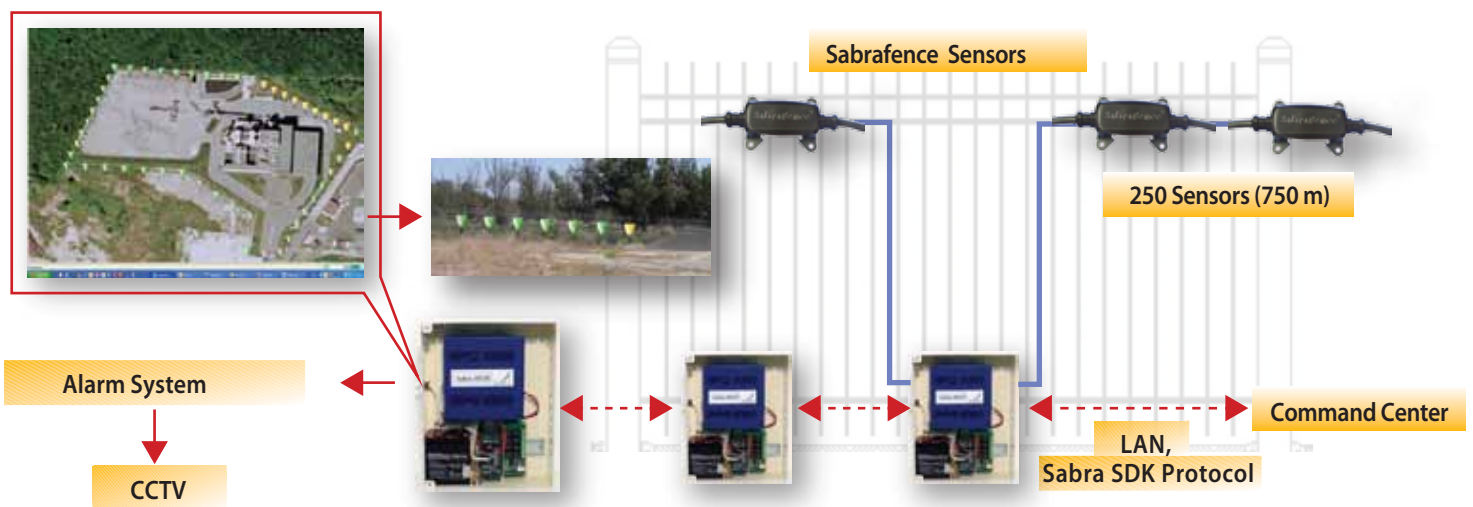 Sabrafence Sensors
250 Sensors (750 m)
Alarm System
CCTV
Command Center
LAN,
Sabra SDK Protocol